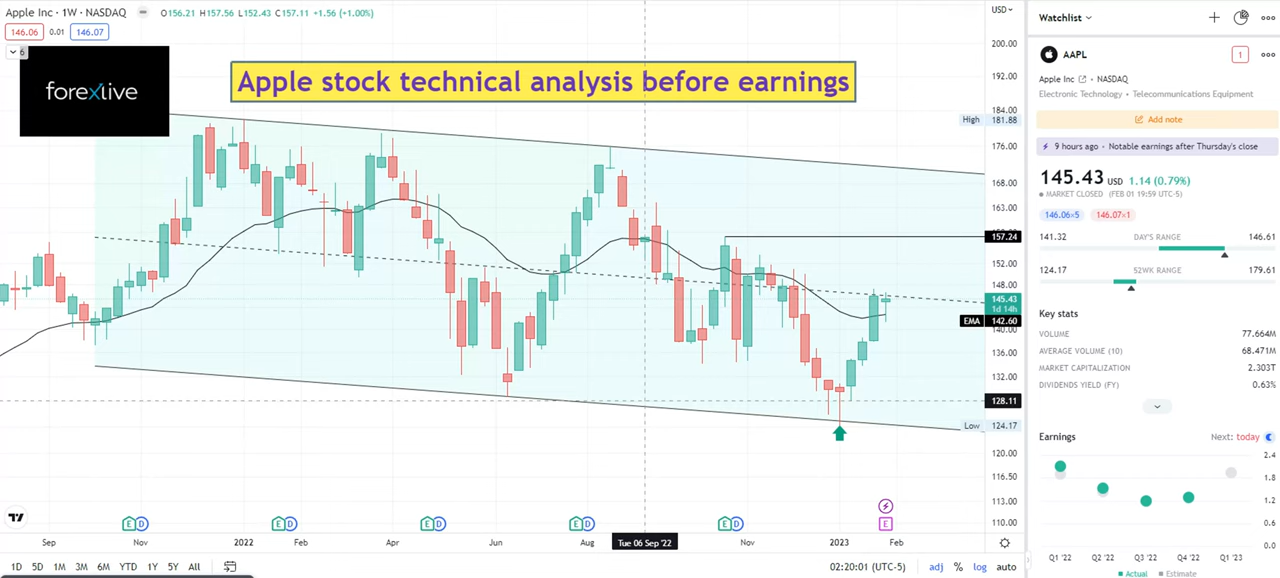 Apple Inc · 1W · NASDAQ O156.21 H157.56 L152.43 C157.11 +1.56 (+1.00%)
146.06 0.01 146.07
6
forexlive
Apple stock technical analysis before earnings
USD
200.00
192.00
184.00
High 181.88
176.00
168.00
163.00
157.24
152.00
148.00
145.43
1d 14h
EMA 142.60
140.00
136.00
132.00
128.11
Low 124.17
120.00
116.50
113.00
110.00
E D E D E D E D E D E
Sep Nov 2022 Feb Apr Jun Aug Tue 06 Sep '22 Nov 2023 Feb
1D 5D 1M 3M 6M YTD 1Y 5Y All
02:20:01 (UTC-5) adj % log auto
Watchlist
AAPL 1
Apple Inc · NASDAQ
Electronic Technology · Telecommunications Equipment
Add note
9 hours ago · Notable earnings after Thursday's close
145.43 USD 1.14 (0.79%)
MARKET CLOSED (FEB 01 19:59 UTC-5)
146.06×5 146.07×1
141.32 DAY'S RANGE 146.61
124.17 52WK RANGE 179.61
Key stats
VOLUME 77.664M
AVERAGE VOLUME (10) 68.471M
MARKET CAPITALIZATION 2.303T
DIVIDENDS YIELD (FY) 0.63%
Earnings Next: today
2.4
1.8
1.2
0.6
0.0
Q1 '22 Q2 '22 Q3 '22 Q4 '22 Q1 '23
Actual Estimate